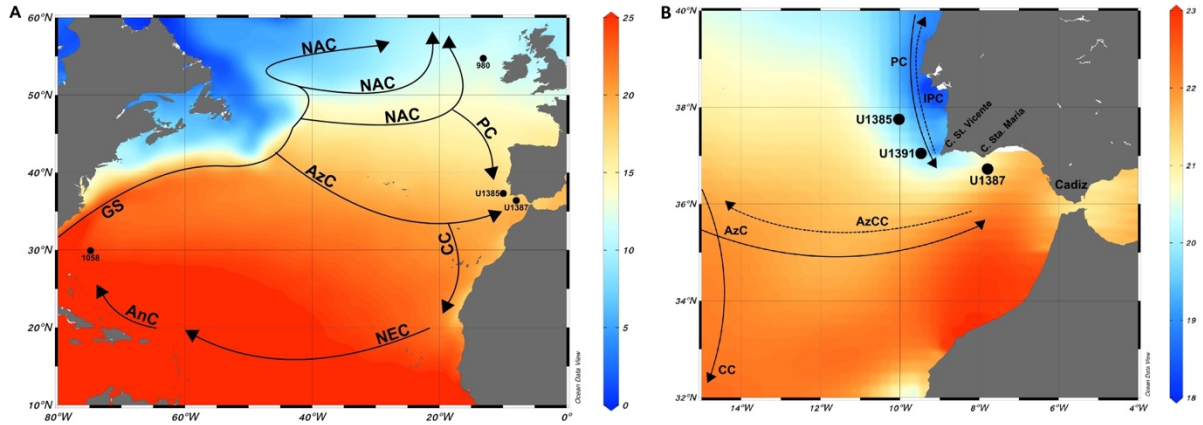 A
60°N
50°N
40°N
30°N
20°N
10°N
80°W
60°W
40°W
20°W
0°
NAC
NAC
NAC
980
PC
AzC
U1385
U1387
GS
CC
1058
AnC
NEC
Ocean Data View
25
20
15
10
5
0
B
40°N
38°N
36°N
34°N
32°N
14°W
12°W
10°W
8°W
6°W
4°W
PC
IPC
U1385
C. St. Vicente
C. Sta. Maria
U1391
U1387
Cadiz
AzCC
AzC
CC
Ocean Data View
23
22
21
20
19
18